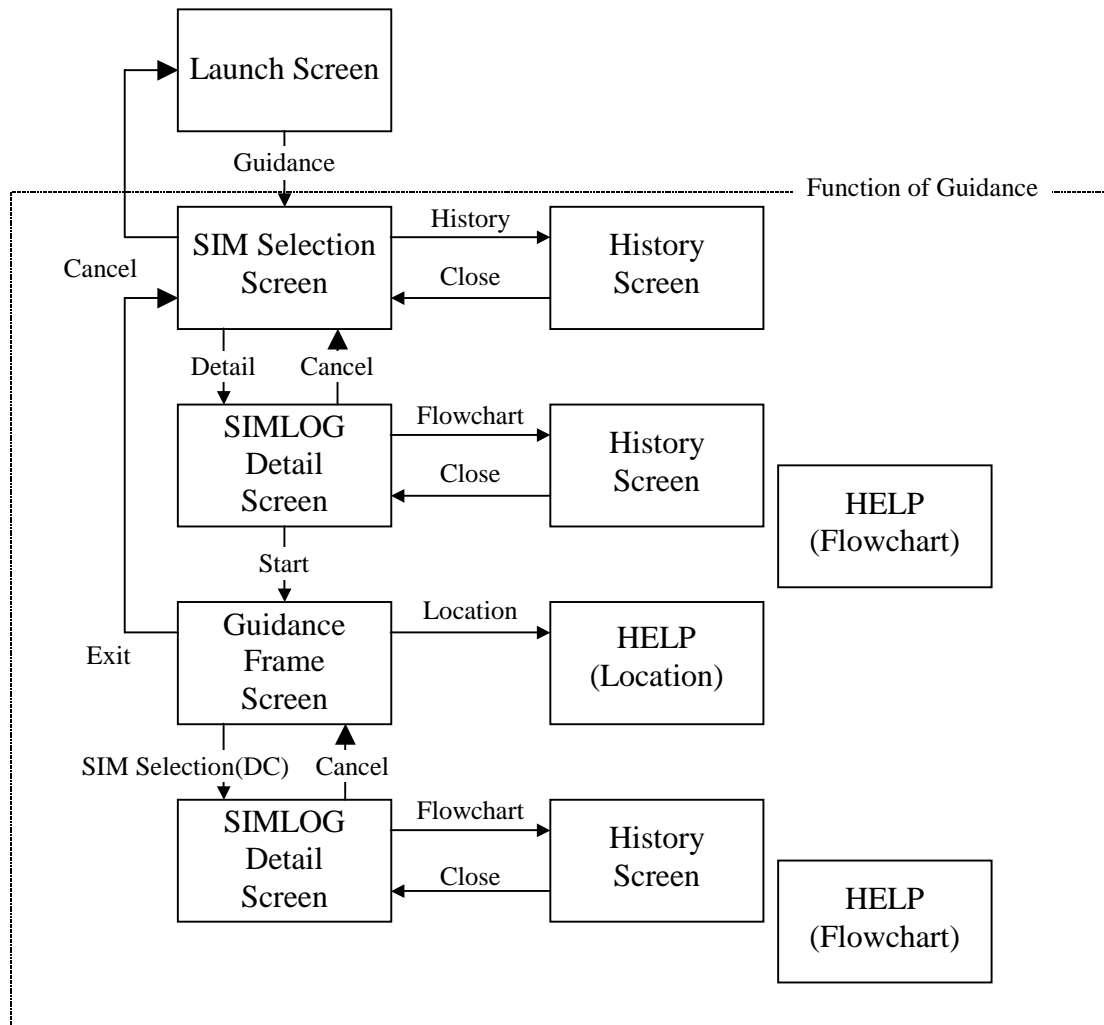 Launch Screen
Guidance
Function of Guidance
SIM Selection
Screen
History
Close
History
Screen
Cancel
Detail
Cancel
SIMLOG
Detail
Screen
Flowchart
Close
History
Screen
HELP
(Flowchart)
Start
Guidance
Frame
Screen
Location
HELP
(Location)
Exit
SIM Selection(DC)
Cancel
SIMLOG
Detail
Screen
Flowchart
Close
History
Screen
HELP
(Flowchart)